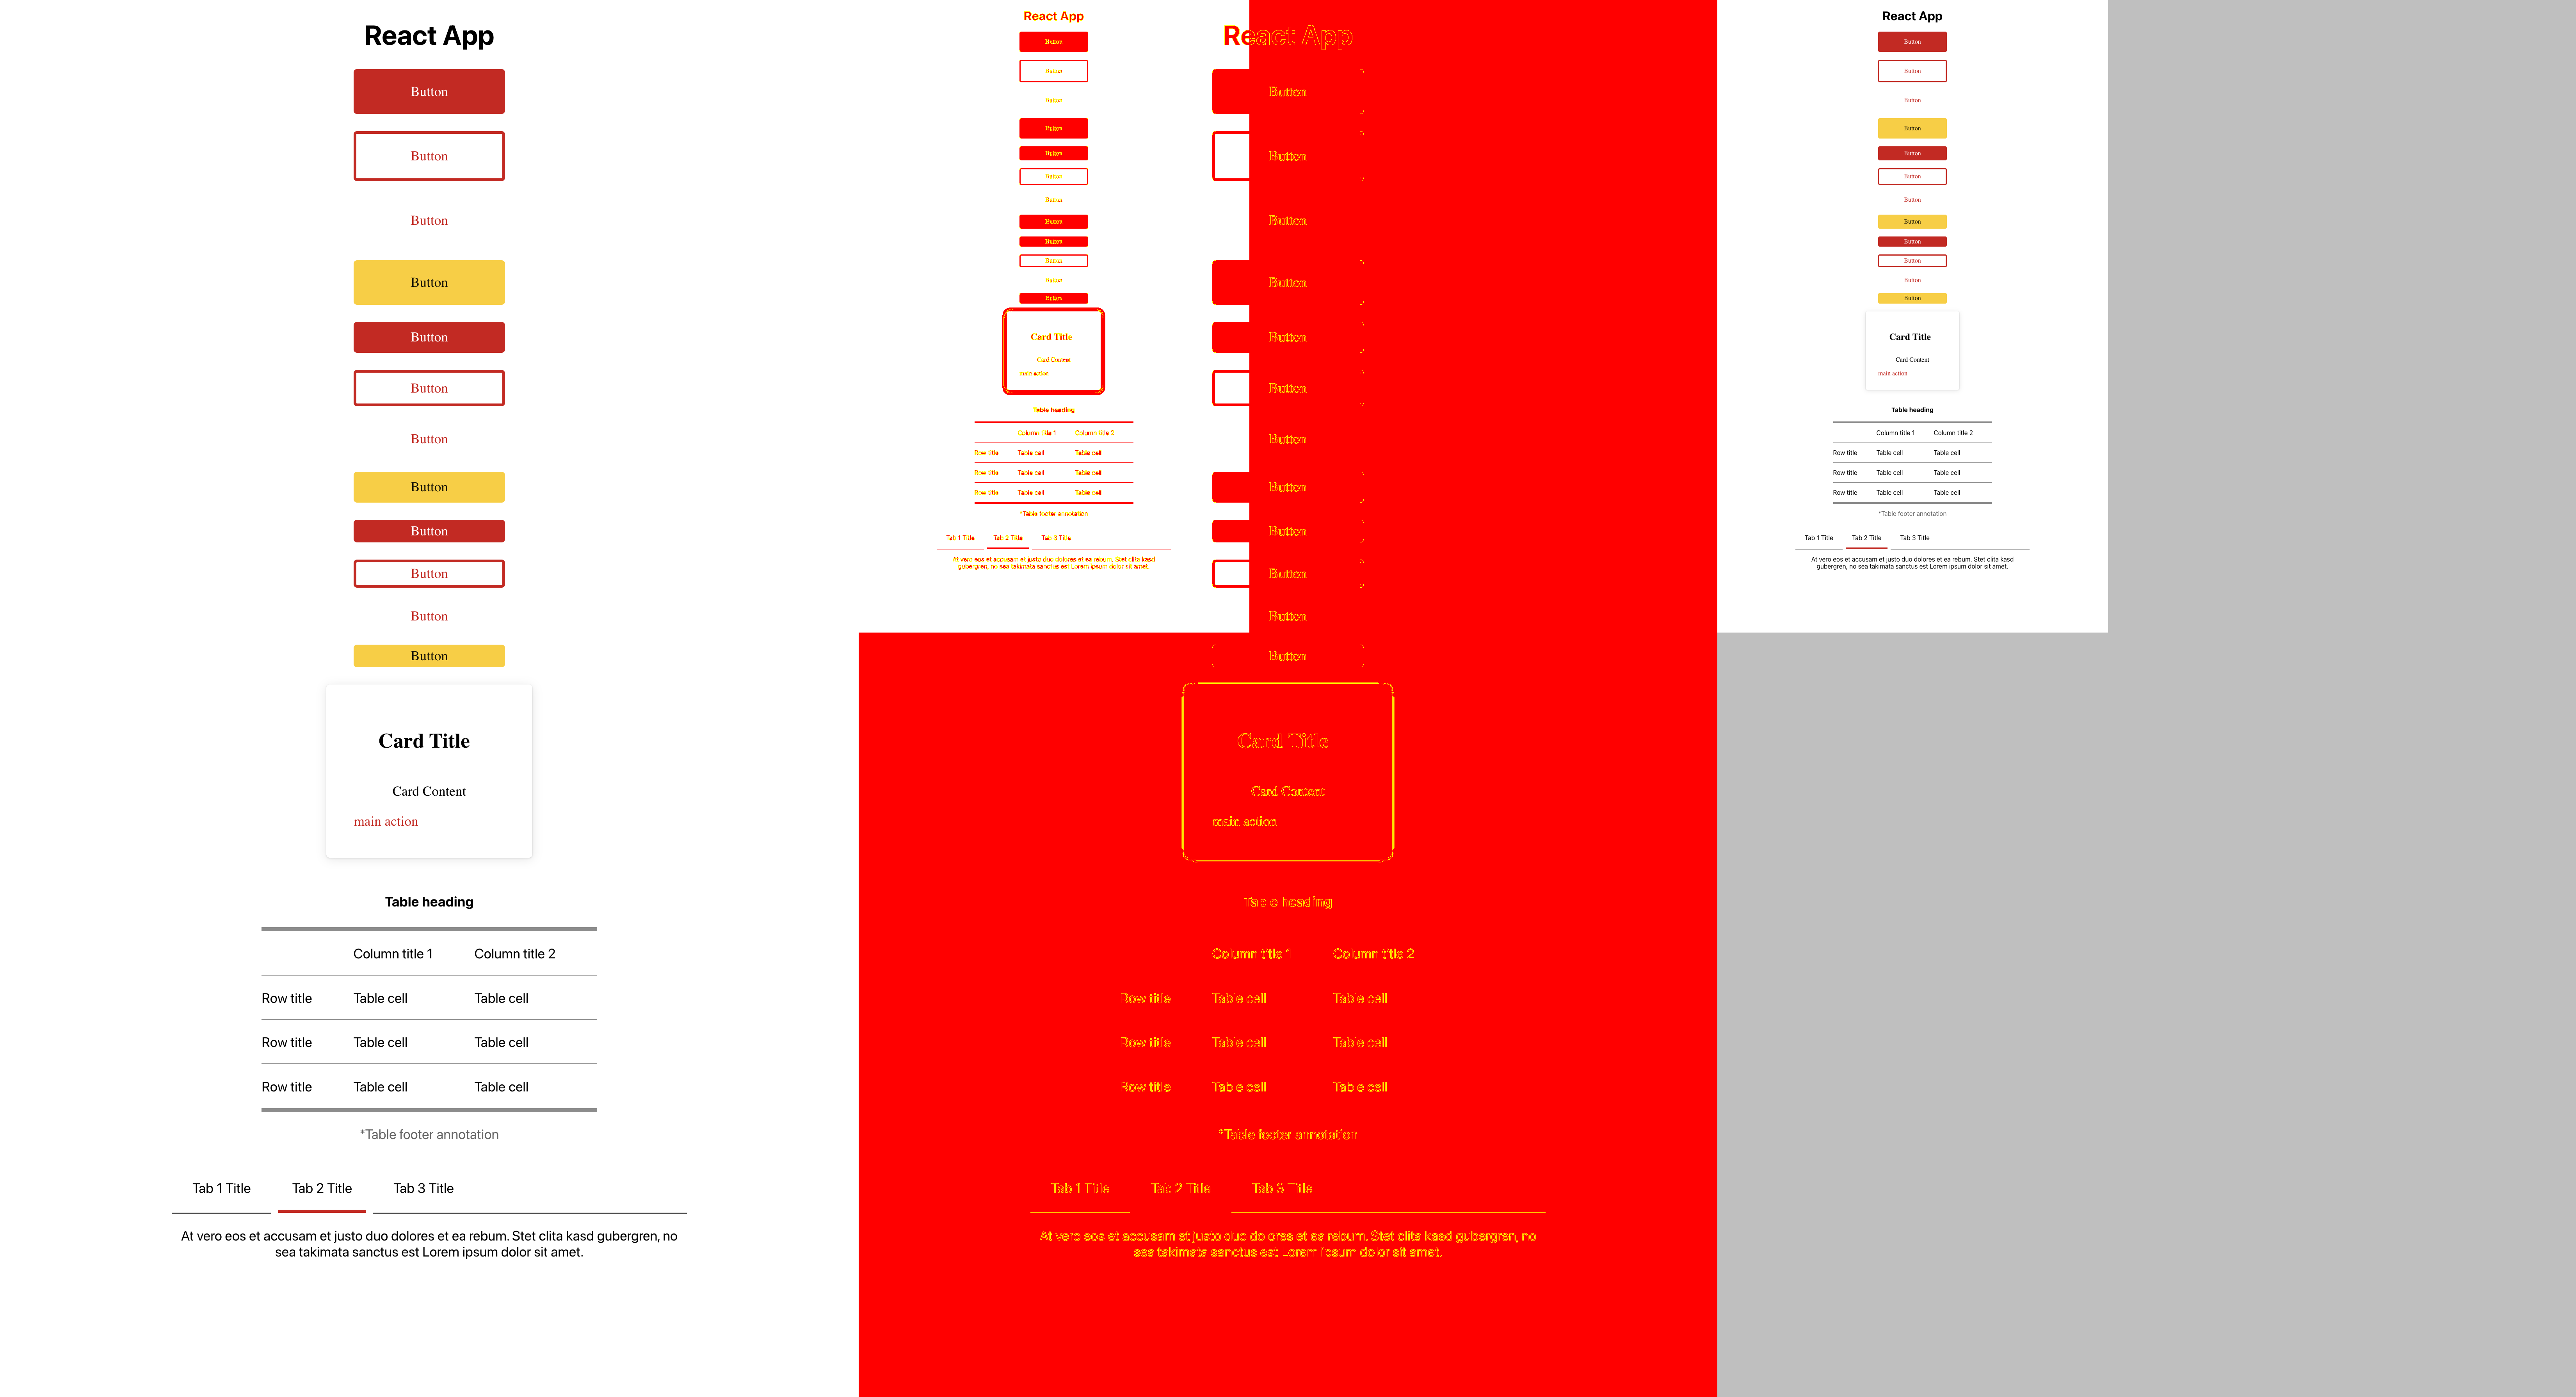 React App
Button
Button
Button
Button
Button
Button
Button
Button
Button
Button
Button
Button
Card Title
Card Content
main action
Table heading
Column title 1 Column title 2
Row title Table cell Table cell
Row title Table cell Table cell
Row title Table cell Table cell
*Table footer annotation
Tab 1 Title Tab 2 Title Tab 3 Title
At vero eos et accusam et justo duo dolores et ea rebum. Stet clita kasd gubergren, no
sea takimata sanctus est Lorem ipsum dolor sit amet.
React App
Button
Button
Button
Button
Button
Button
Button
Button
Button
Button
Button
Button
Card Title
Card Content
main action
Table heading
Column title 1 Column title 2
Row title Table cell Table cell
Row title Table cell Table cell
Row title Table cell Table cell
*Table footer annotation
Tab 1 Title Tab 2 Title Tab 3 Title
At vero eos et accusam et justo duo dolores et ea rebum. Stet clita kasd
gubergren, no sea takimata sanctus est Lorem ipsum dolor sit amet.
React App
Button
Button
Button
Button
Button
Button
Button
Button
Button
Button
Button
Button
Card Title
Card Content
main action
Table heading
Column title 1 Column title 2
Row title Table cell Table cell
Row title Table cell Table cell
Row title Table cell Table cell
*Table footer annotation
Tab 1 Title Tab 2 Title Tab 3 Title
At vero eos et accusam et justo duo dolores et ea rebum. Stet clita kasd gubergren, no
sea takimata sanctus est Lorem ipsum dolor sit amet.
React App
Button
Button
Button
Button
Button
Button
Button
Button
Button
Button
Button
Button
Card Title
Card Content
main action
Table heading
Column title 1 Column title 2
Row title Table cell Table cell
Row title Table cell Table cell
Row title Table cell Table cell
*Table footer annotation
Tab 1 Title Tab 2 Title Tab 3 Title
At vero eos et accusam et justo duo dolores et ea rebum. Stet clita kasd
gubergren, no sea takimata sanctus est Lorem ipsum dolor sit amet.